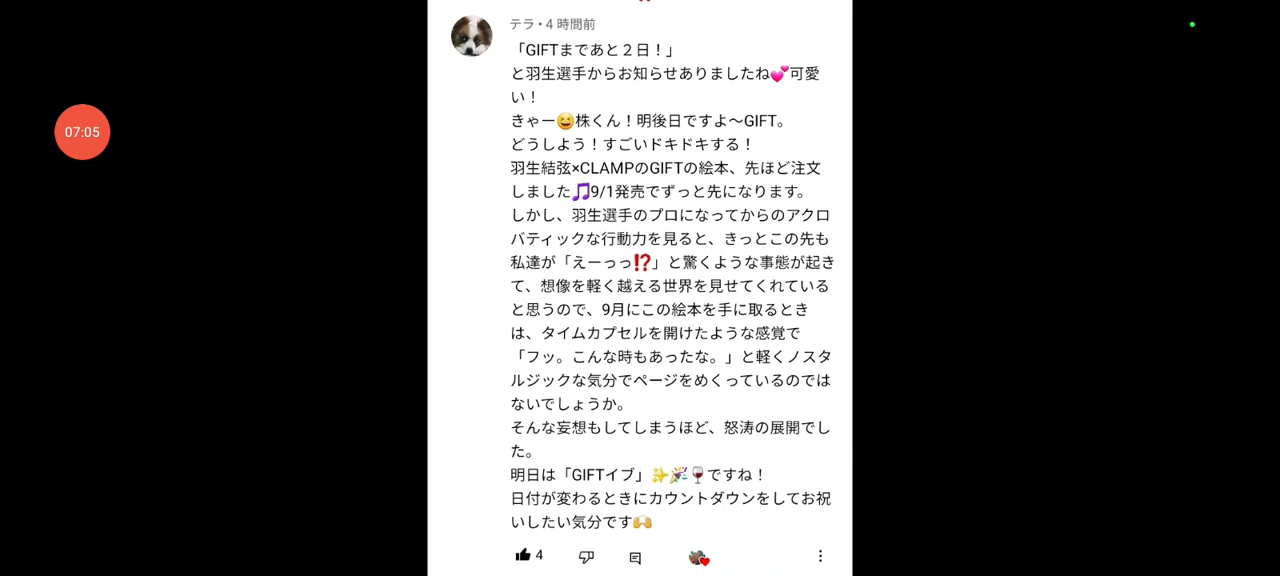 テラ • 4 時間前
「GIFTまであと２日！」
と羽生選手からお知らせありましたね💕可愛
い！
07:05
きゃー😆株くん！明後日ですよ〜GIFT。
どうしよう！すごいドキドキする！
羽生結弦×CLAMPのGIFTの絵本、先ほど注文
しました🎵9/1発売でずっと先になります。
しかし、羽生選手のプロになってからのアクロ
バティックな行動力を見ると、きっとこの先も
私達が「えーっっ⁉️」と驚くような事態が起き
て、想像を軽く越える世界を見せてくれている
と思うので、9月にこの絵本を手に取るとき
は、タイムカプセルを開けたような感覚で
「フッ。こんな時もあったな。」と軽くノスタ
ルジックな気分でページをめくっているのでは
ないでしょうか。
そんな妄想もしてしまうほど、怒涛の展開でし
た。
明日は「GIFTイブ」✨🎉🍷ですね！
日付が変わるときにカウントダウンをしてお祝
いしたい気分です🙌
4